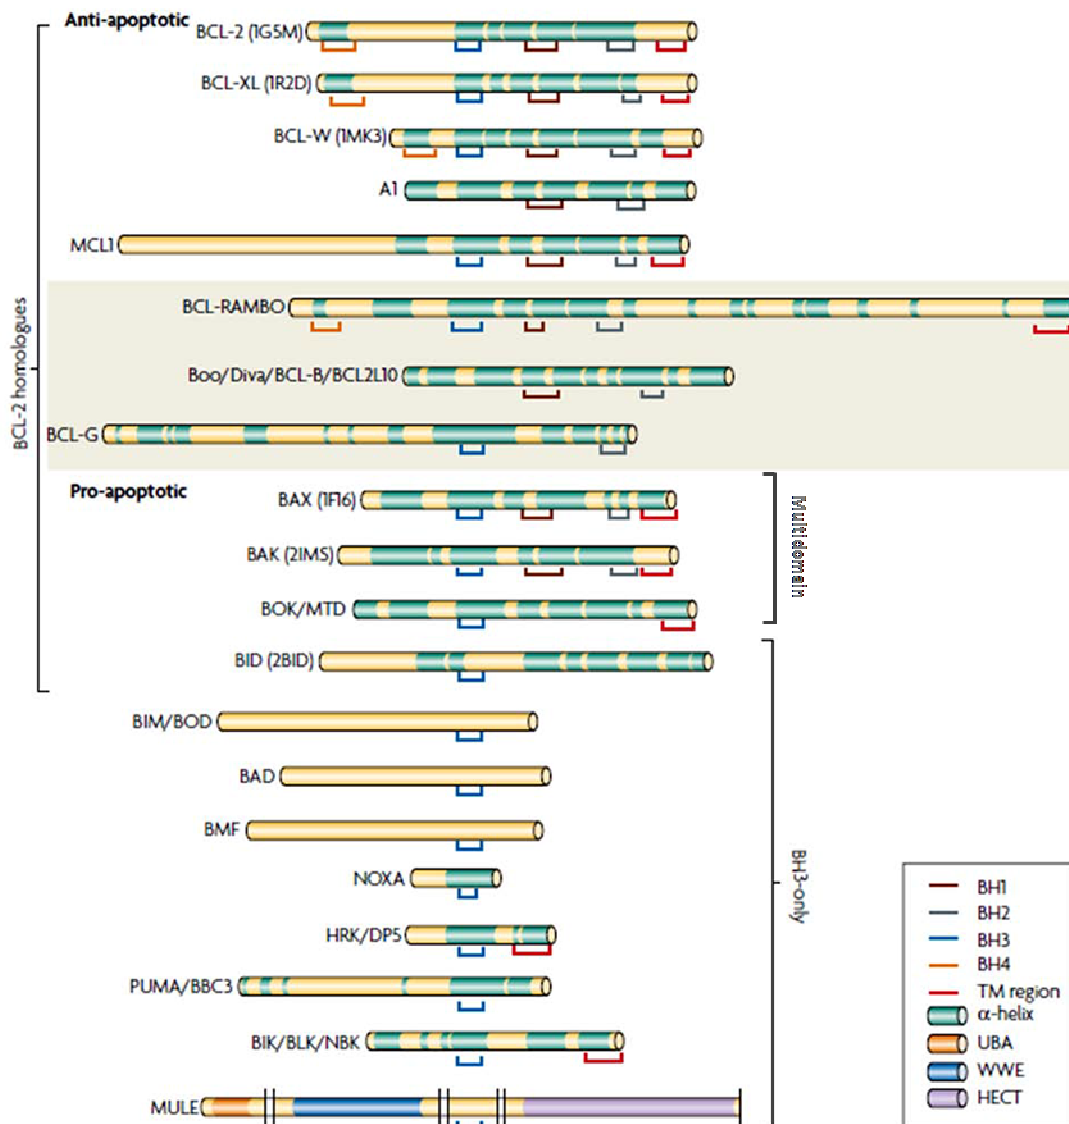 Anti-apoptotic
BCL-2 (1G5M)
BCL-XL (1R2D)
BCL-W (1MK3)
A1
MCL1
BCL-RAMBO
Boo/Diva/BCL-B/BCL2L10
BCL-G
BCL-2 homologues
Pro-apoptotic
BAX (1F16)
BAK (2IMS)
BOK/MTD
Multidomain
BID (2BID)
BIM/BOD
BAD
BMF
NOXA
HRK/DP5
PUMA/BBC3
BIK/BLK/NBK
MULE
BH3-only
BH1
BH2
BH3
BH4
TM region
α-helix
UBA
WWE
HECT